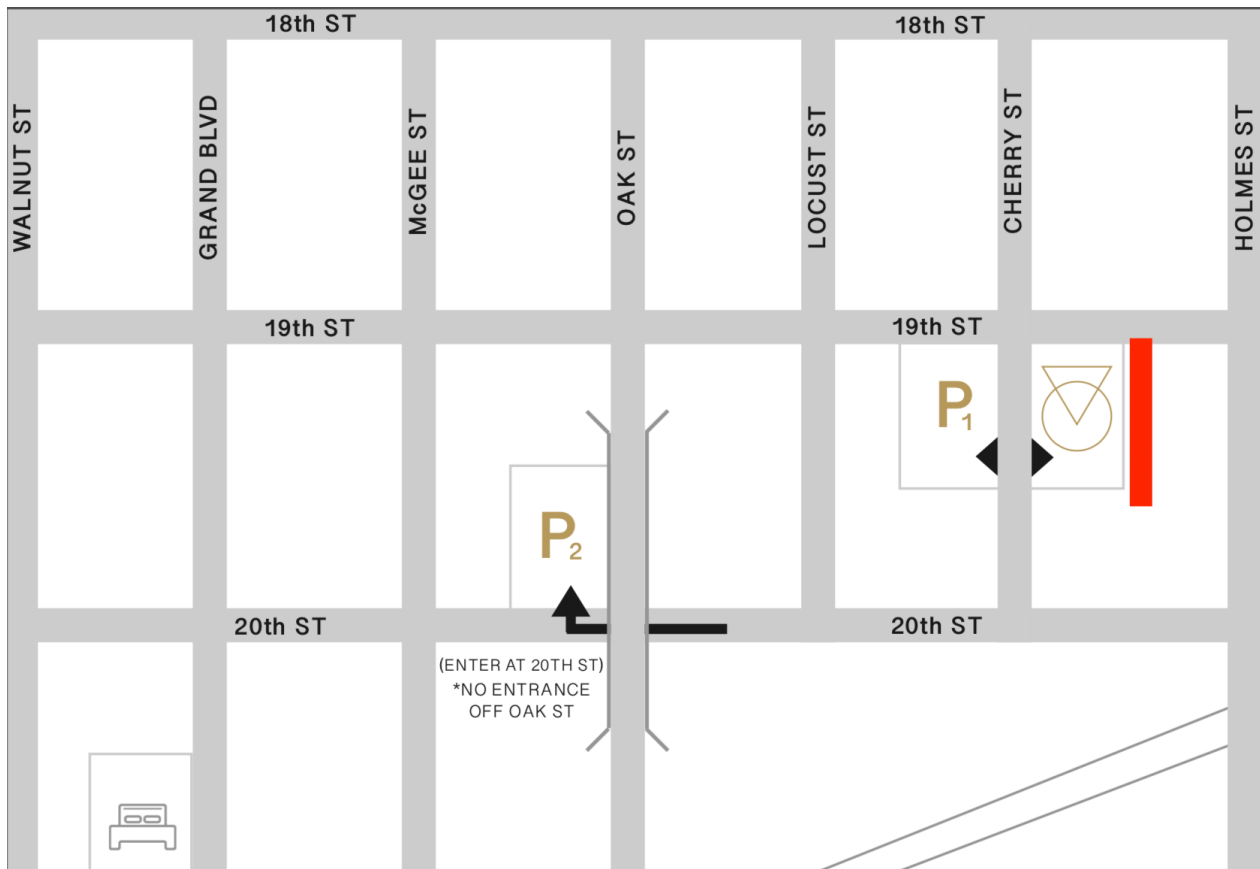 18th ST
18th ST
WALNUT ST
GRAND BLVD
McGEE ST
OAK ST
LOCUST ST
CHERRY ST
HOLMES ST
19th ST
19th ST
P1
P2
20th ST
20th ST
(ENTER AT 20TH ST)
*NO ENTRANCE
OFF OAK ST